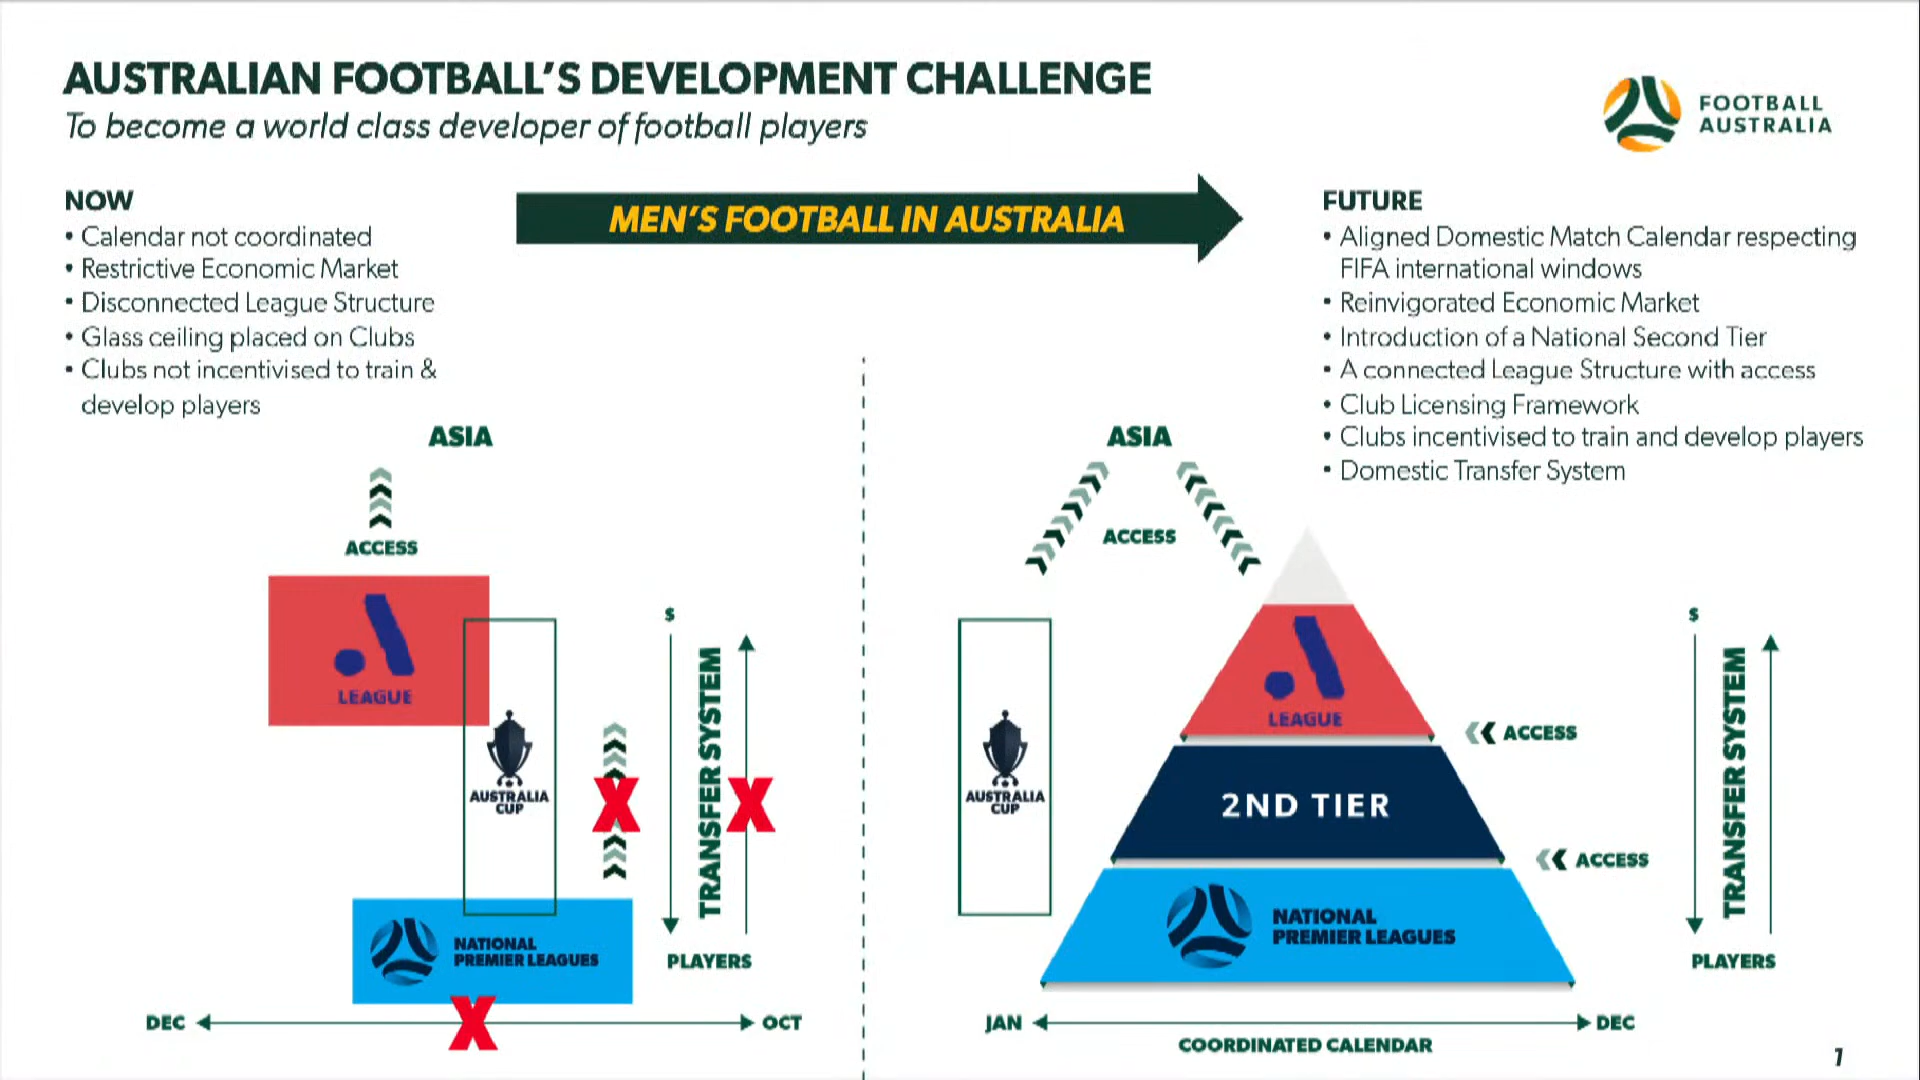 AUSTRALIAN FOOTBALL'S DEVELOPMENT CHALLENGE
To become a world class developer of football players
FOOTBALL
AUSTRALIA
NOW
• Calendar not coordinated
• Restrictive Economic Market
• Disconnected League Structure
• Glass ceiling placed on Clubs
• Clubs not incentivised to train &
develop players
MEN'S FOOTBALL IN AUSTRALIA
FUTURE
• Aligned Domestic Match Calendar respecting
FIFA international windows
• Reinvigorated Economic Market
• Introduction of a National Second Tier
• A connected League Structure with access
• Club Licensing Framework
• Clubs incentivised to train and develop players
• Domestic Transfer System
ASIA
ACCESS
LEAGUE
AUSTRALIA
CUP
NATIONAL
PREMIER LEAGUES
$
TRANSFER SYSTEM
PLAYERS
X
X
X
DEC
OCT
ASIA
ACCESS
AUSTRALIA
CUP
LEAGUE
ACCESS
2ND TIER
ACCESS
NATIONAL
PREMIER LEAGUES
$
TRANSFER SYSTEM
PLAYERS
JAN
DEC
COORDINATED CALENDAR
7